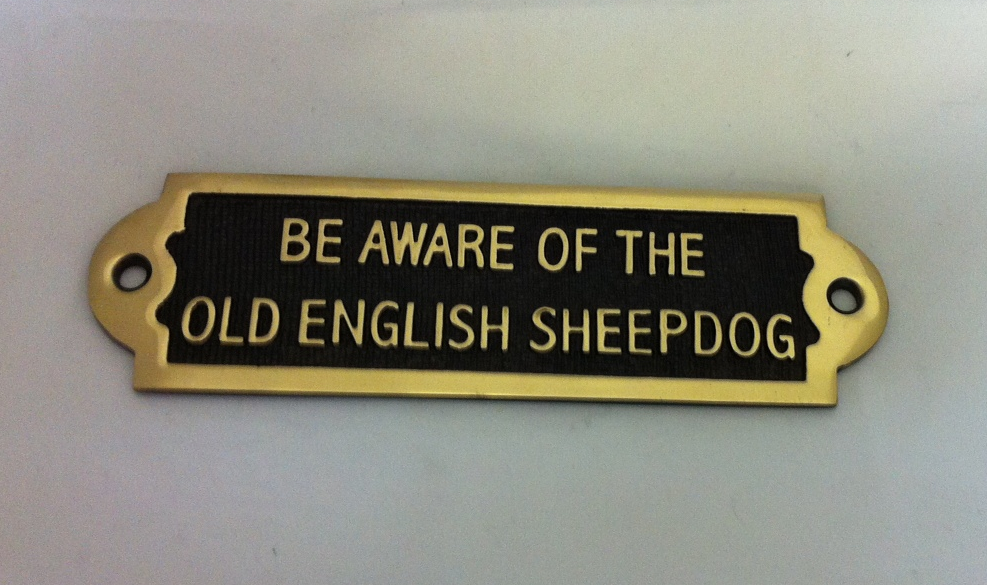 BE AWARE OF THE
OLD ENGLISH SHEEPDOG